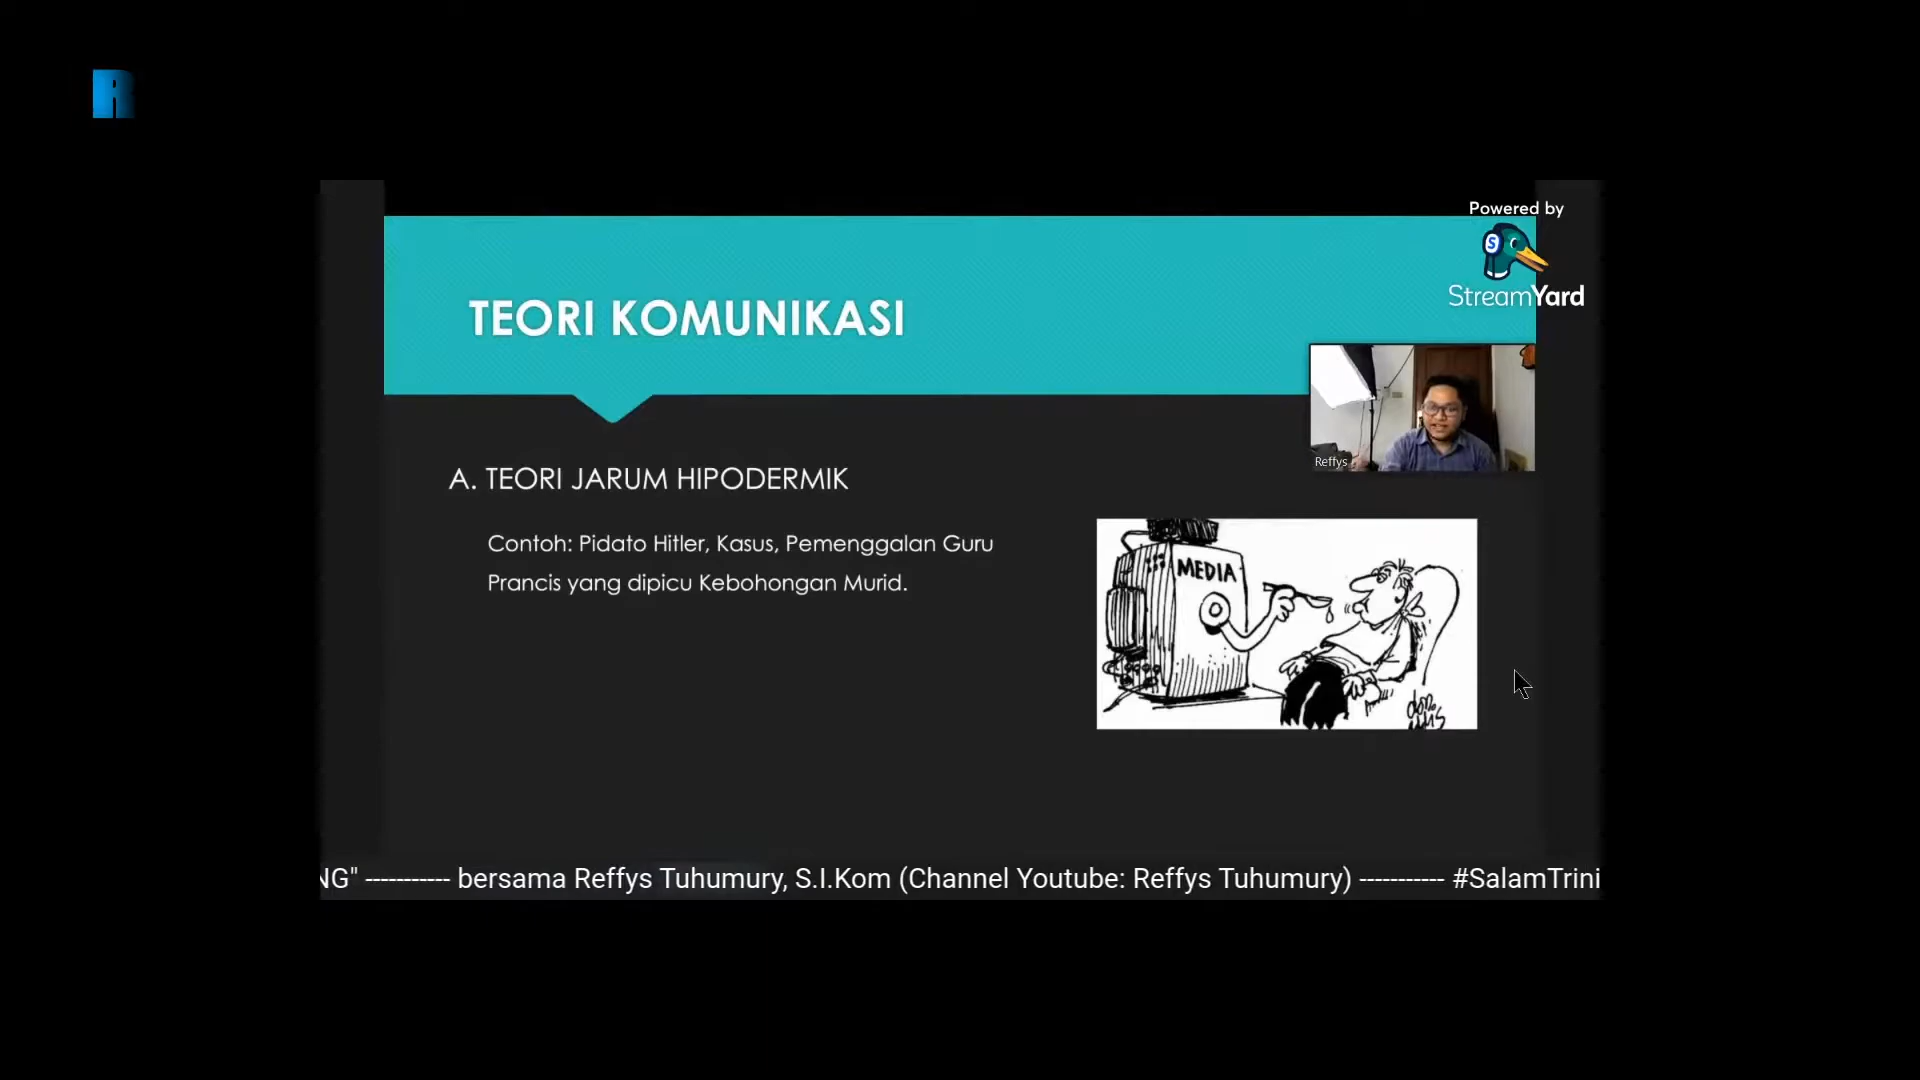 R
Powered by
StreamYard
TEORI KOMUNIKASI
Reffys
A. TEORI JARUM HIPODERMIK
Contoh: Pidato Hitler, Kasus, Pemenggalan Guru
Prancis yang dipicu Kebohongan Murid.
MEDIA
NG" ----------- bersama Reffys Tuhumury, S.I.Kom (Channel Youtube: Reffys Tuhumury) ----------- #SalamTrini